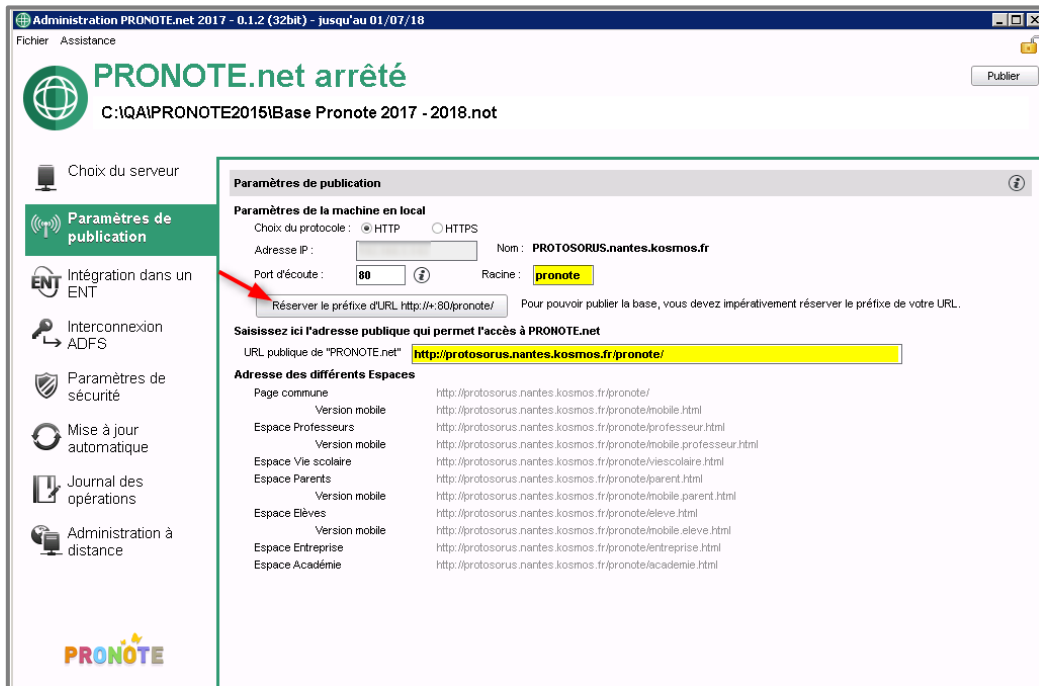 Administration PRONOTE.net 2017 - 0.1.2 (32bit) - jusqu'au 01/07/18
Fichier Assistance
PRONOTE.net arrêté
Publier
C:\QA\PRONOTE2015\Base Pronote 2017 - 2018.not
Choix du serveur
Paramètres de
publication
ENT
Intégration dans un
ENT
Interconnexion
ADFS
Paramètres de
sécurité
Mise à jour
automatique
Journal des
opérations
Administration à
distance
PRONOTE
Paramètres de publication
Paramètres de la machine en local
Choix du protocole : HTTP HTTPS
Adresse IP : Nom : PROTOSORUS.nantes.kosmos.fr
Port d'écoute : 80 Racine : pronote
Réserver le préfixe d'URL http://+:80/pronote/ Pour pouvoir publier la base, vous devez impérativement réserver le préfixe de votre URL.
Saisissez ici l'adresse publique qui permet l'accès à PRONOTE.net
URL publique de "PRONOTE.net" http://protosorus.nantes.kosmos.fr/pronote/
Adresse des différents Espaces
Page commune http://protosorus.nantes.kosmos.fr/pronote/
Version mobile http://protosorus.nantes.kosmos.fr/pronote/mobile.html
Espace Professeurs http://protosorus.nantes.kosmos.fr/pronote/professeur.html
Version mobile http://protosorus.nantes.kosmos.fr/pronote/mobile.professeur.html
Espace Vie scolaire http://protosorus.nantes.kosmos.fr/pronote/viescolaire.html
Espace Parents http://protosorus.nantes.kosmos.fr/pronote/parent.html
Version mobile http://protosorus.nantes.kosmos.fr/pronote/mobile.parent.html
Espace Elèves http://protosorus.nantes.kosmos.fr/pronote/eleve.html
Version mobile http://protosorus.nantes.kosmos.fr/pronote/mobile.eleve.html
Espace Entreprise http://protosorus.nantes.kosmos.fr/pronote/entreprise.html
Espace Académie http://protosorus.nantes.kosmos.fr/pronote/academie.html